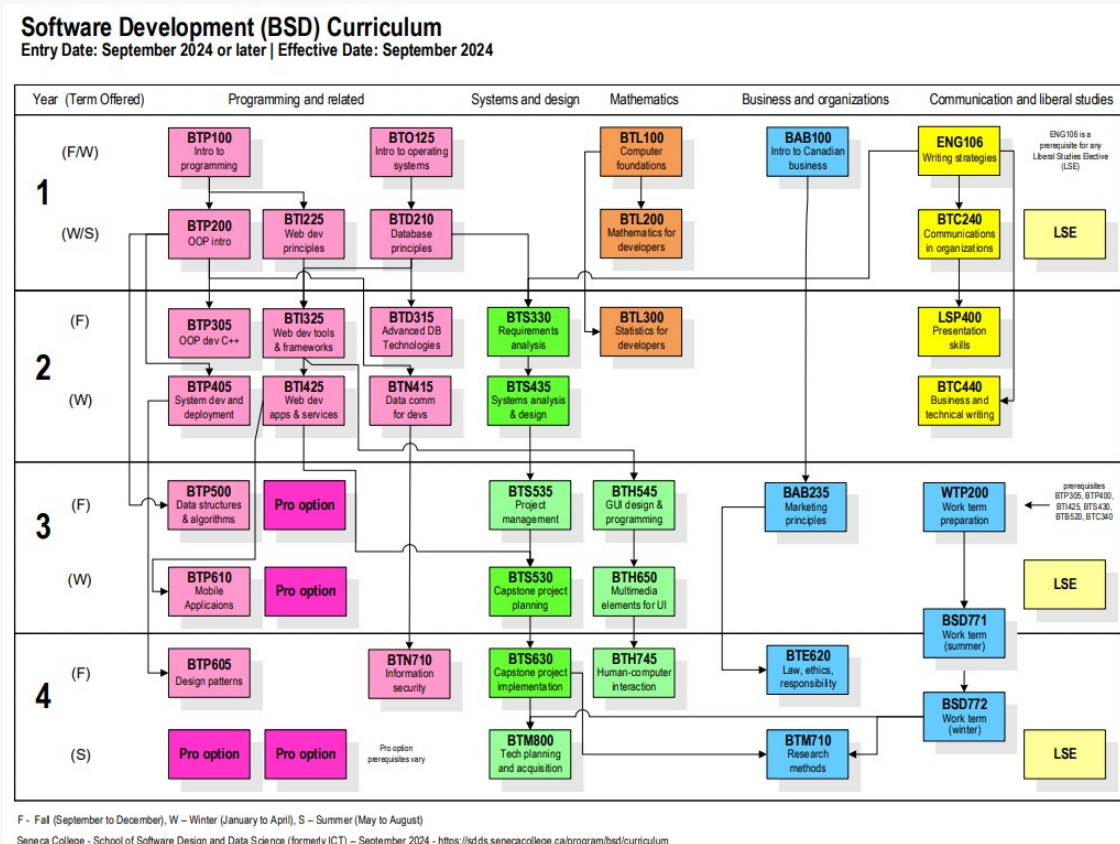 Software Development (BSD) Curriculum
Entry Date: September 2024 or later | Effective Date: September 2024
Year (Term Offered)
Programming and related
Systems and design
Mathematics
Business and organizations
Communication and liberal studies
1
(F/W)
BTP100
Intro to
programming
BTO125
Intro to operating
systems
BTL100
Computer
foundations
BAB100
Intro to Canadian
business
ENG106
Writing strategies
ENG106 is a
prerequisite for any
Liberal Studies Elective
(LSE)
(W/S)
BTP200
OOP intro
BTI225
Web dev
principles
BTD210
Database
principles
BTL200
Mathematics for
developers
BTC240
Communications
in organizations
LSE
2
(F)
BTP305
OOP dev C++
BTI325
Web dev tools
& frameworks
BTD315
Advanced DB
Technologies
BTS330
Requirements
analysis
BTL300
Statistics for
developers
LSP400
Presentation
skills
(W)
BTP405
System dev and
deployment
BTI425
Web dev
apps & services
BTN415
Data comm
for devs
BTS435
Systems analysis
& design
BTC440
Business and
technical writing
3
(F)
BTP500
Data structures
& algorithms
Pro option
BTS535
Project
management
BTH545
GUI design &
programming
BAB235
Marketing
principles
WTP200
Work term
preparation
prerequisites
BTP305, BTP400,
BTI425, BTS430,
BTB520, BTC340
(W)
BTP610
Mobile
Applicaions
Pro option
BTS530
Capstone project
planning
BTH650
Multimedia
elements for UI
LSE
BSD771
Work term
(summer)
4
(F)
BTP605
Design patterns
BTN710
Information
security
BTS630
Capstone project
implementation
BTH745
Human-computer
interaction
BTE620
Law, ethics,
responsibility
BSD772
Work term
(winter)
(S)
Pro option
Pro option
Pro option
prerequisites vary
BTM800
Tech planning
and acquisition
BTM710
Research
methods
LSE
F - Fall (September to December), W – Winter (January to April), S – Summer (May to August)
Seneca College - School of Software Design and Data Science (formerly ICT) – September 2024 - https://sdds.senecacollege.ca/program/bsd/curriculum